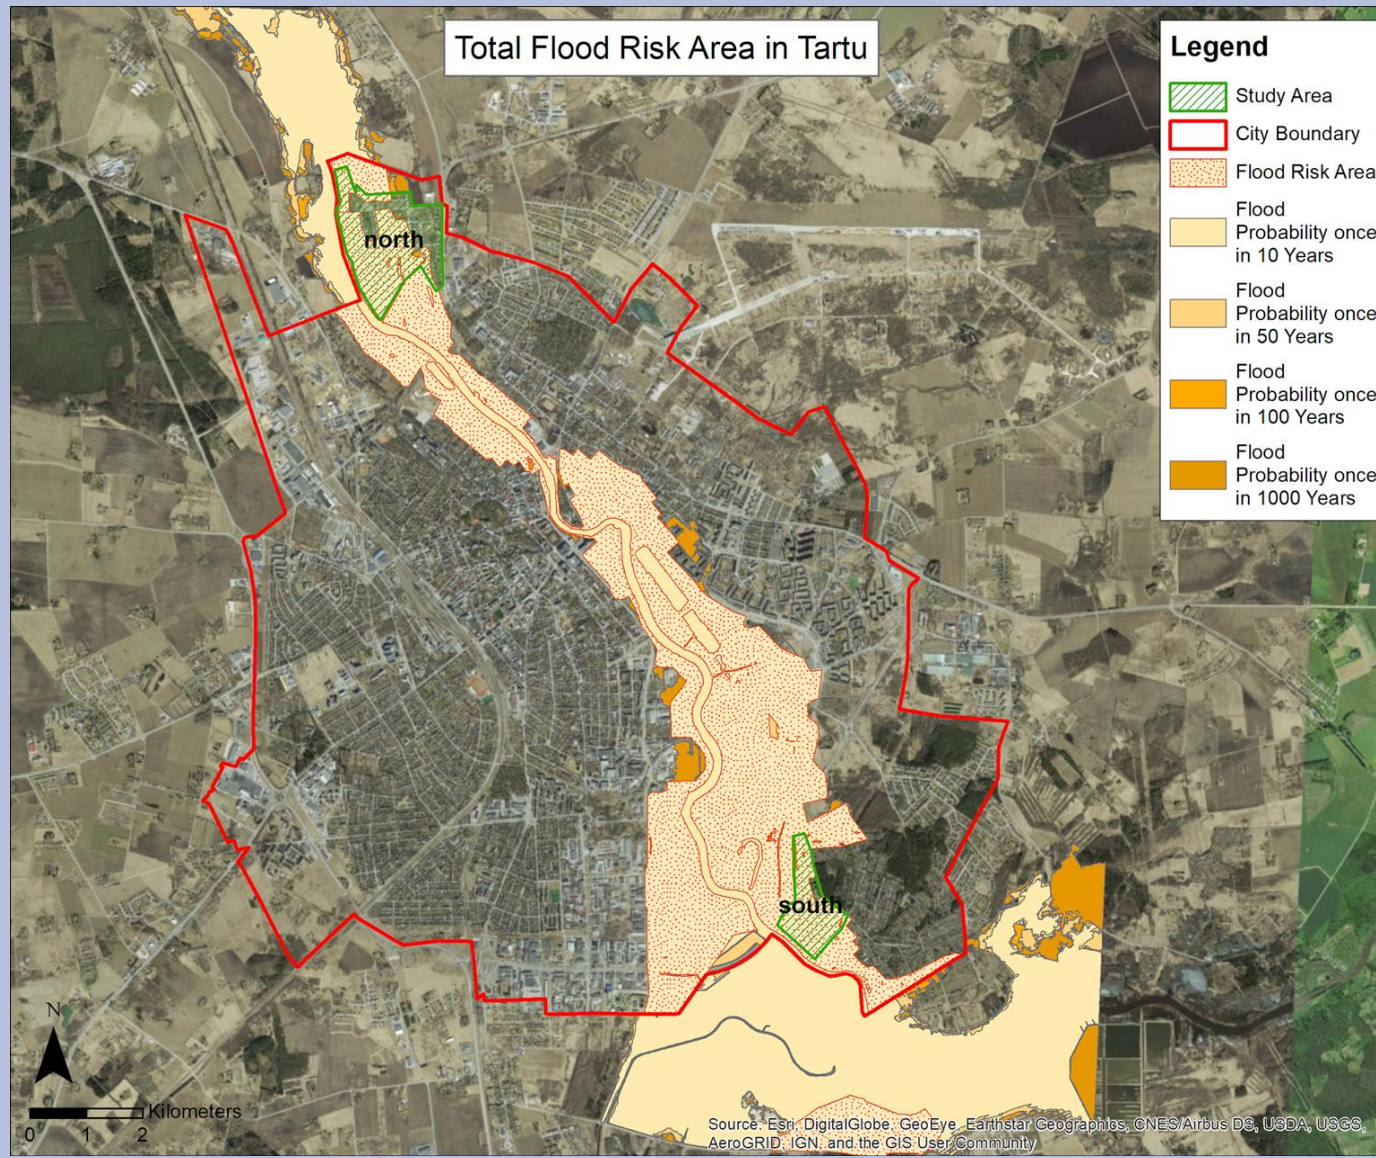 Total Flood Risk Area in Tartu
Legend
Study Area
City Boundary
Flood Risk Area
Flood
Probability once
in 10 Years
Flood
Probability once
in 50 Years
Flood
Probability once
in 100 Years
Flood
Probability once
in 1000 Years
north
south
N
Kilometers
0 1 2
Source: Esri, DigitalGlobe, GeoEye, Earthstar Geographics, CNES/Airbus DS, USDA, USGS,
AeroGRID, IGN, and the GIS User Community